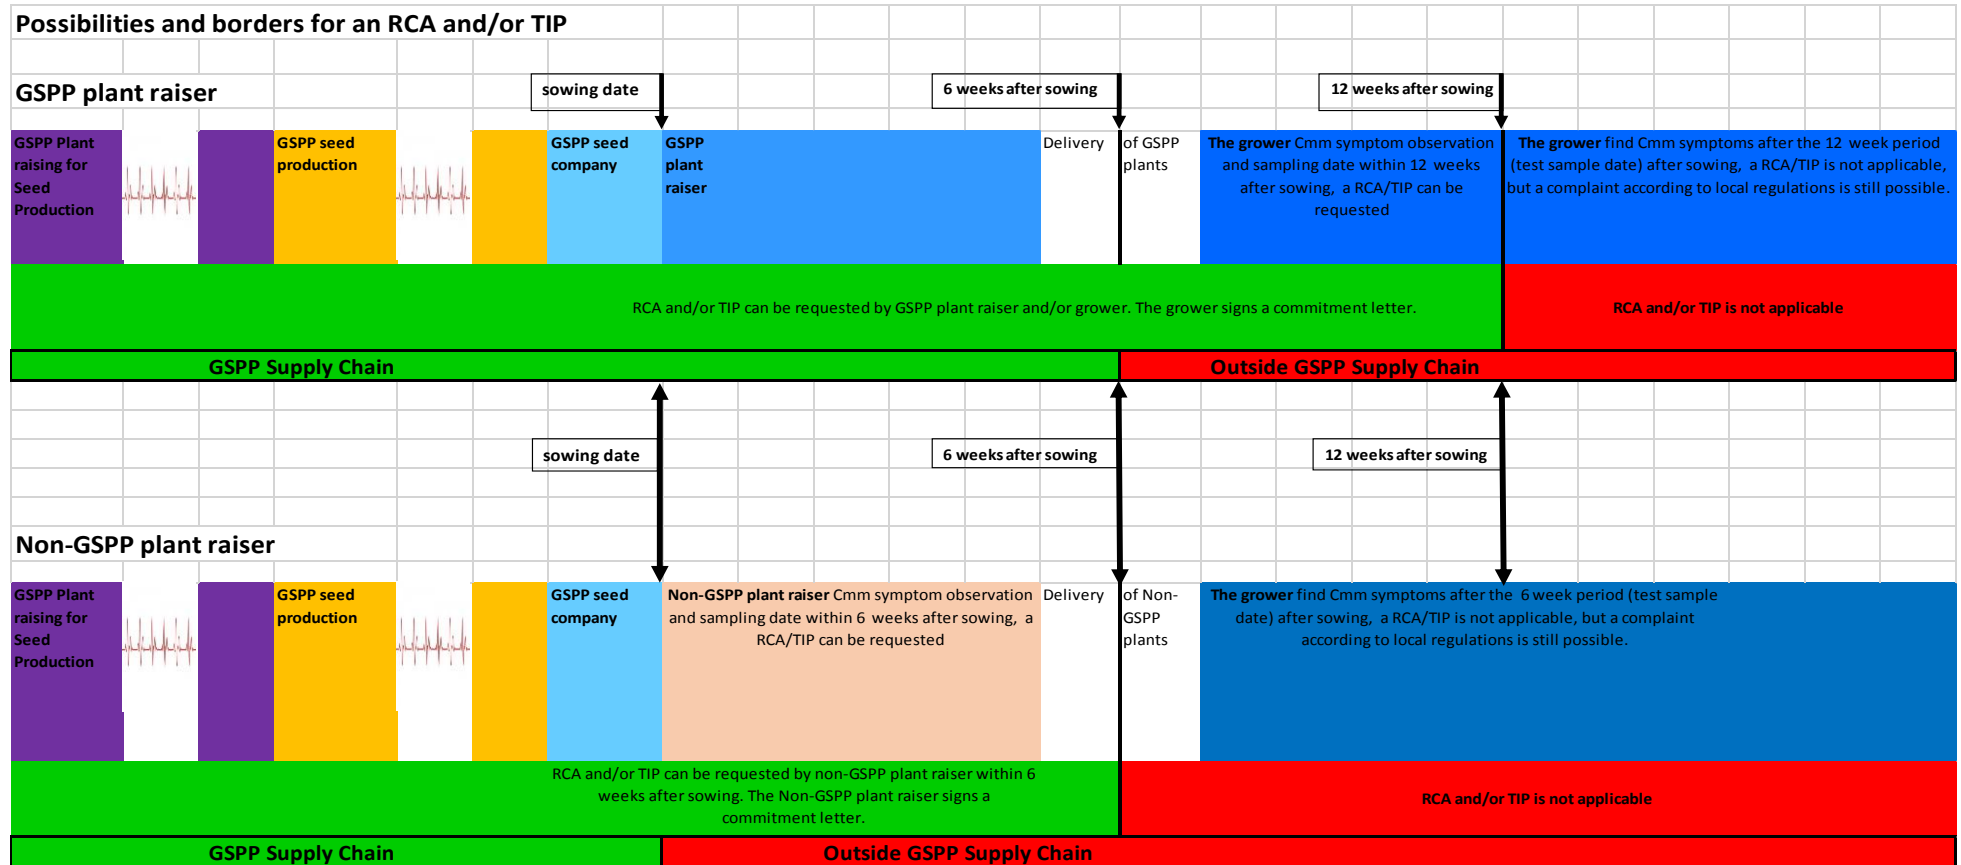 Possibilities and borders for an RCA and/or TIP
GSPP plant raiser
sowing date
6 weeks after sowing
12 weeks after sowing
GSPP Plant
raising for
Seed
Production
GSPP seed
production
GSPP seed
company
GSPP
plant
raiser
Delivery
of GSPP
plants
The grower Cmm symptom observation
and sampling date within 12 weeks
after sowing, a RCA/TIP can be
requested
The grower find Cmm symptoms after the 12 week period
(test sample date) after sowing, a RCA/TIP is not applicable,
but a complaint according to local regulations is still possible.
RCA and/or TIP can be requested by GSPP plant raiser and/or grower. The grower signs a commitment letter.
RCA and/or TIP is not applicable
GSPP Supply Chain
Outside GSPP Supply Chain
sowing date
6 weeks after sowing
12 weeks after sowing
Non-GSPP plant raiser
GSPP Plant
raising for
Seed
Production
GSPP seed
production
GSPP seed
company
Non-GSPP plant raiser Cmm symptom observation
and sampling date within 6 weeks after sowing, a
RCA/TIP can be requested
Delivery
of Non-
GSPP
plants
The grower find Cmm symptoms after the 6 week period (test sample
date) after sowing, a RCA/TIP is not applicable, but a complaint
according to local regulations is still possible.
RCA and/or TIP can be requested by non-GSPP plant raiser within 6
weeks after sowing. The Non-GSPP plant raiser signs a
commitment letter.
RCA and/or TIP is not applicable
GSPP Supply Chain
Outside GSPP Supply Chain